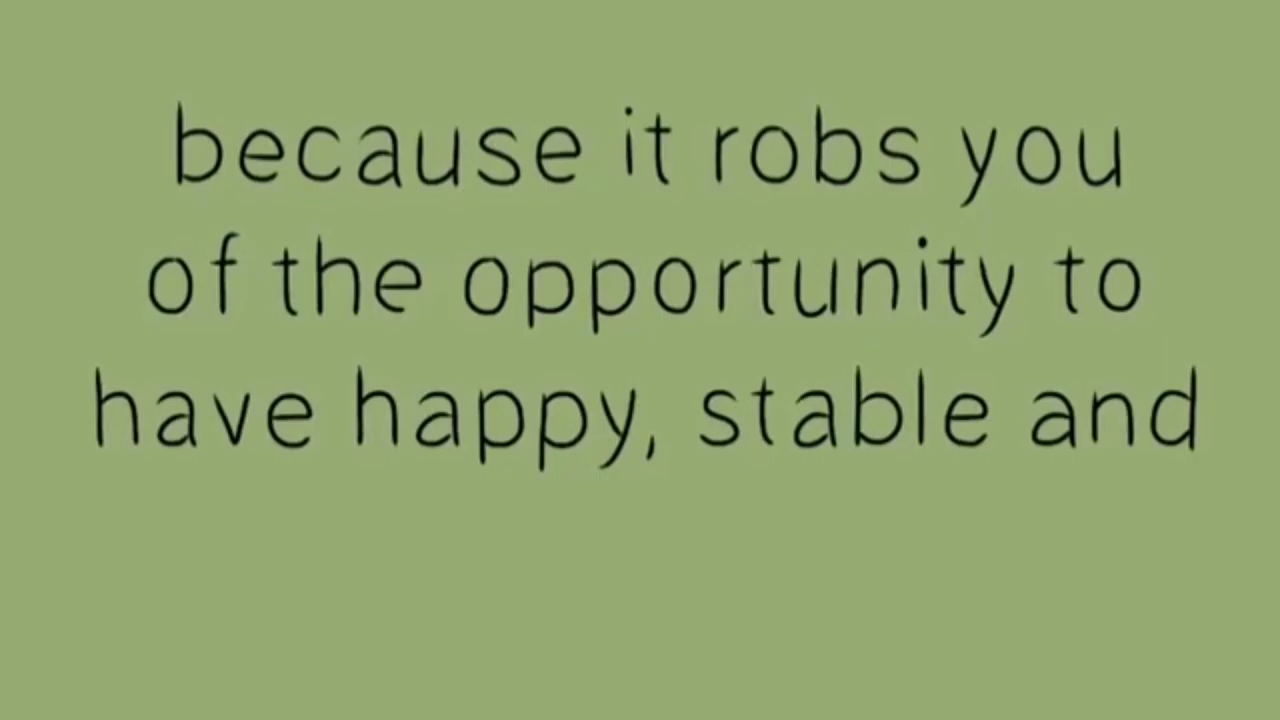 because it robs you
of the opportunity to
have happy, stable and